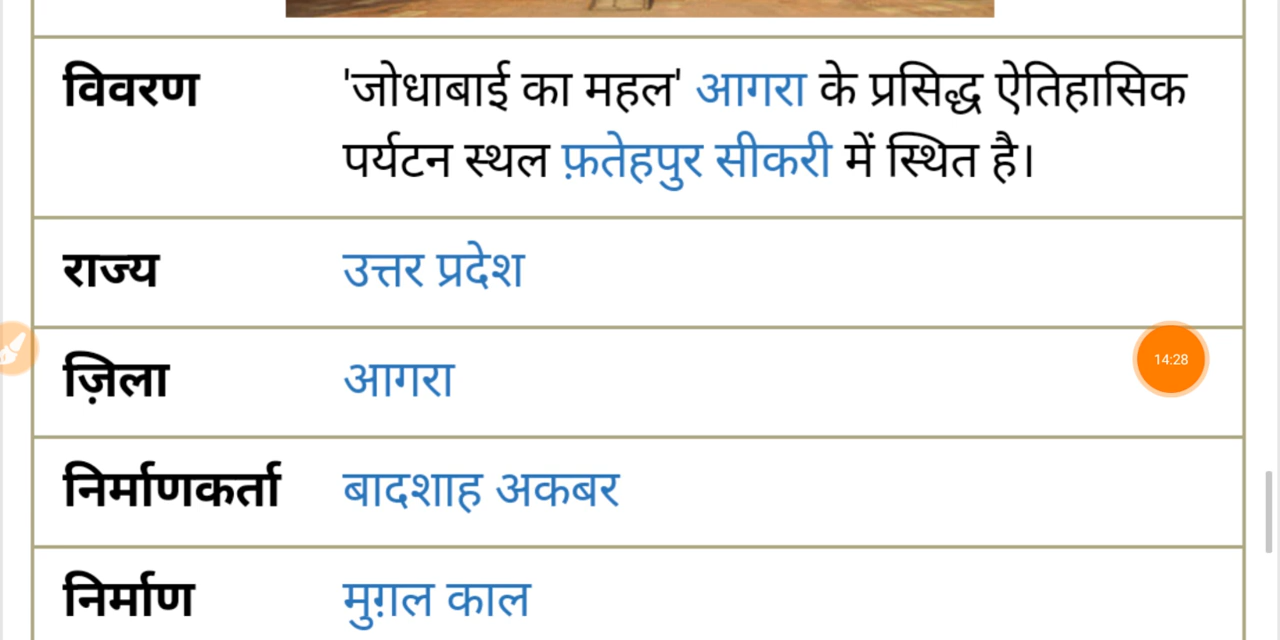 विवरण 'जोधाबाई का महल' आगरा के प्रसिद्ध ऐतिहासिक
पर्यटन स्थल फ़तेहपुर सीकरी में स्थित है।
राज्य उत्तर प्रदेश
ज़िला आगरा
14:28
निर्माणकर्ता बादशाह अकबर
निर्माण मुग़ल काल